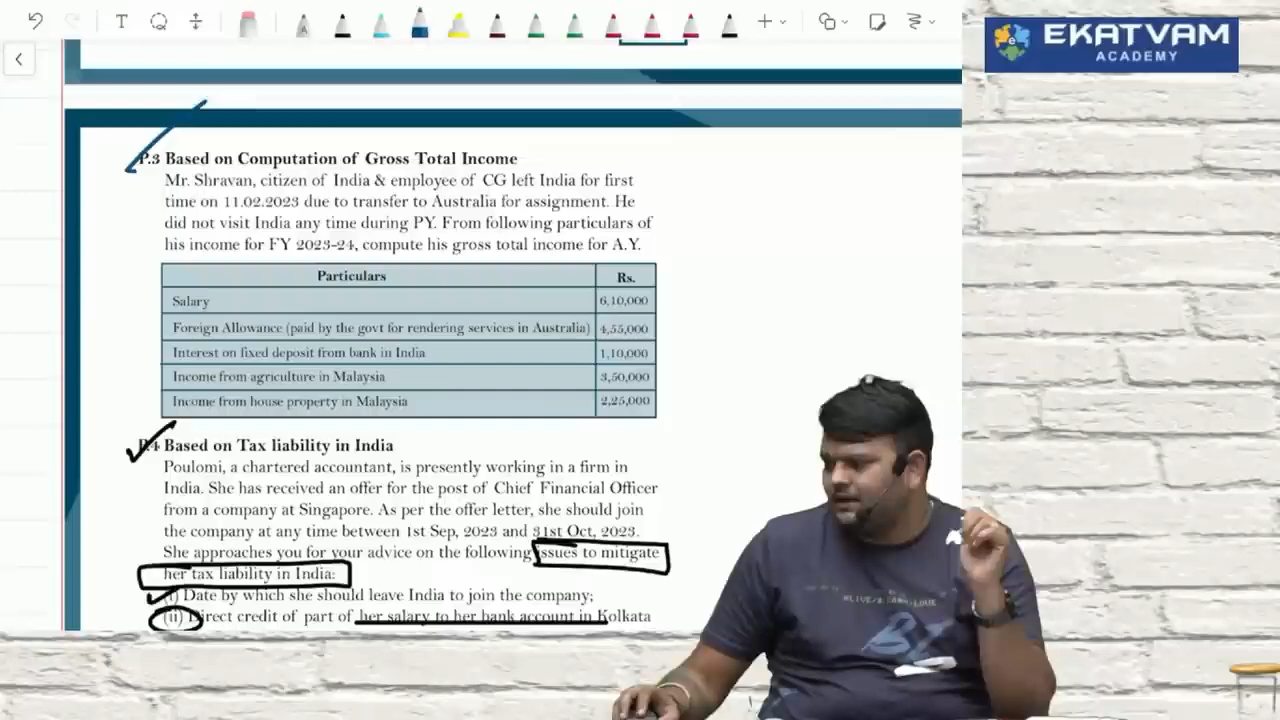 EKATVAM
ACADEMY
P.3 Based on Computation of Gross Total Income
Mr. Shravan, citizen of India & employee of CG left India for first
time on 11.02.2023 due to transfer to Australia for assignment. He
did not visit India any time during PY. From following particulars of
his income for FY 2023-24, compute his gross total income for A.Y.
Particulars Rs.
Salary 6,10,000
Foreign Allowance (paid by the govt for rendering services in Australia) 4,55,000
Interest on fixed deposit from bank in India 1,10,000
Income from agriculture in Malaysia 3,50,000
Income from house property in Malaysia 2,25,000
P.4 Based on Tax liability in India
Poulomi, a chartered accountant, is presently working in a firm in
India. She has received an offer for the post of Chief Financial Officer
from a company at Singapore. As per the offer letter, she should join
the company at any time between 1st Sep, 2023 and 31st Oct, 2023.
She approaches you for your advice on the following issues to mitigate
her tax liability in India:
(i) Date by which she should leave India to join the company;
(ii) Direct credit of part of her salary to her bank account in Kolkata